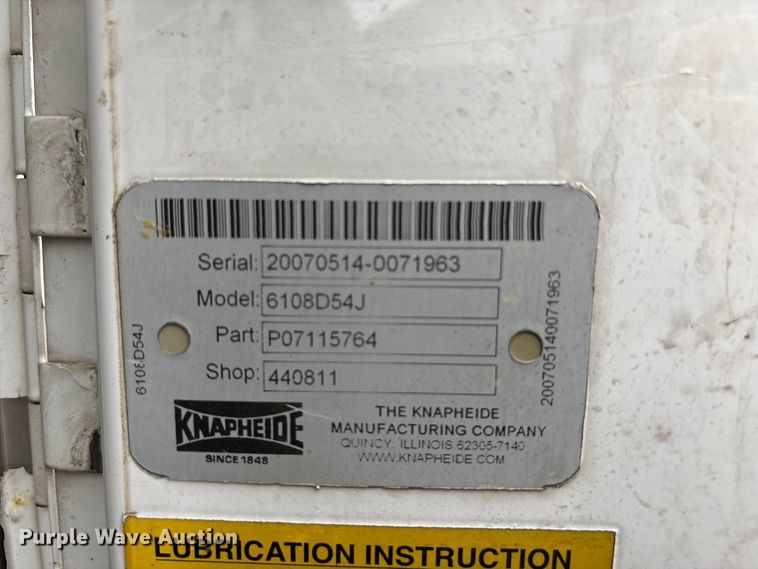 Serial: 20070514-0071963
Model: 6108D54J
Part: P07115764
Shop: 440811
6108D54J
200705140071963
KNAPHEIDE
SINCE 1848
THE KNAPHEIDE
MANUFACTURING COMPANY
QUINCY, ILLINOIS 62305-7140
WWW.KNAPHEIDE.COM
LUBRICATION INSTRUCTION
Purple Wave Auction